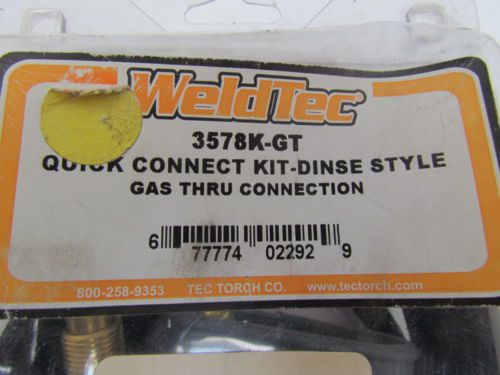 WeldTec
3578K-GT
QUICK CONNECT KIT-DINSE STYLE
GAS THRU CONNECTION
6 77774 02292 9
800-258-9353 TEC TORCH CO. www.tectorch.com